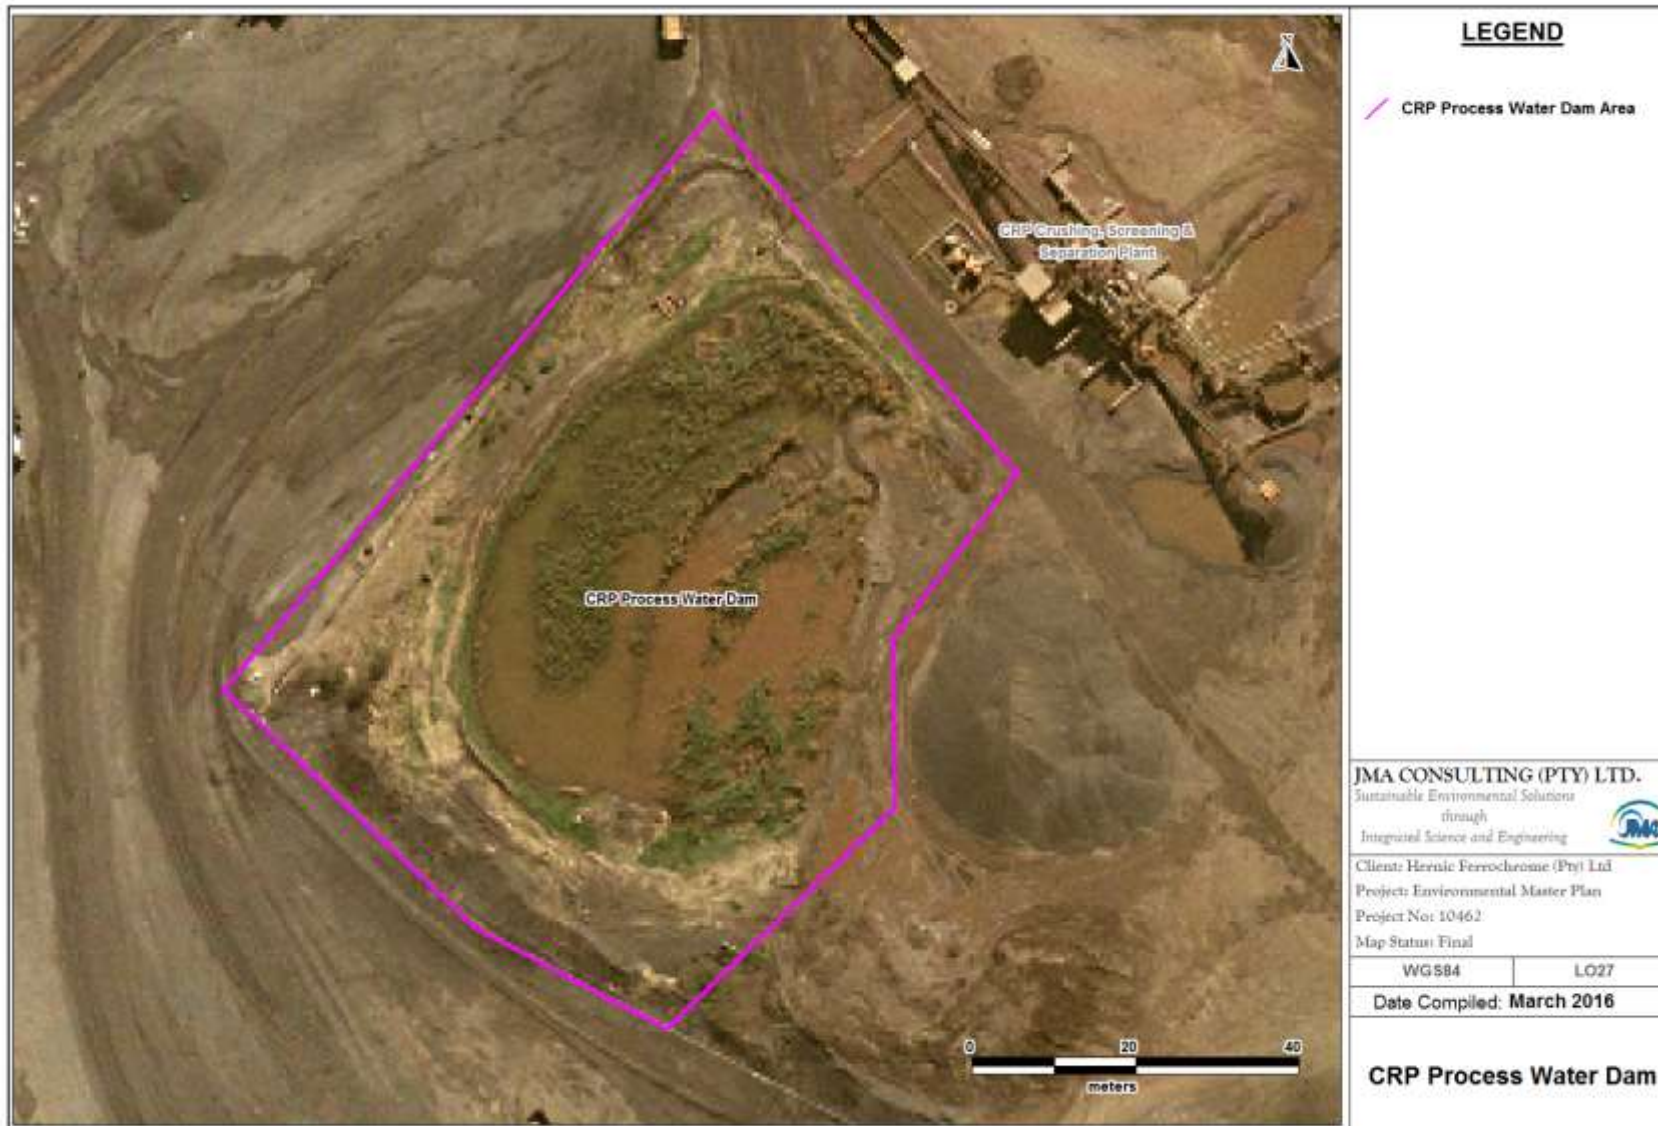 LEGEND
CRP Process Water Dam Area
N
CRP Crushing, Screening &
Separation Plant
CRP Process Water Dam
0 20 40
meters
JMA CONSULTING (PTY) LTD.
Sustainable Environmental Solutions
through
Integrated Science and Engineering
JMA
Client: Hernic Ferrochrome (Pty) Ltd
Project: Environmental Master Plan
Project No: 10462
Map Status: Final
WGS84 LO27
Date Compiled: March 2016
CRP Process Water Dam